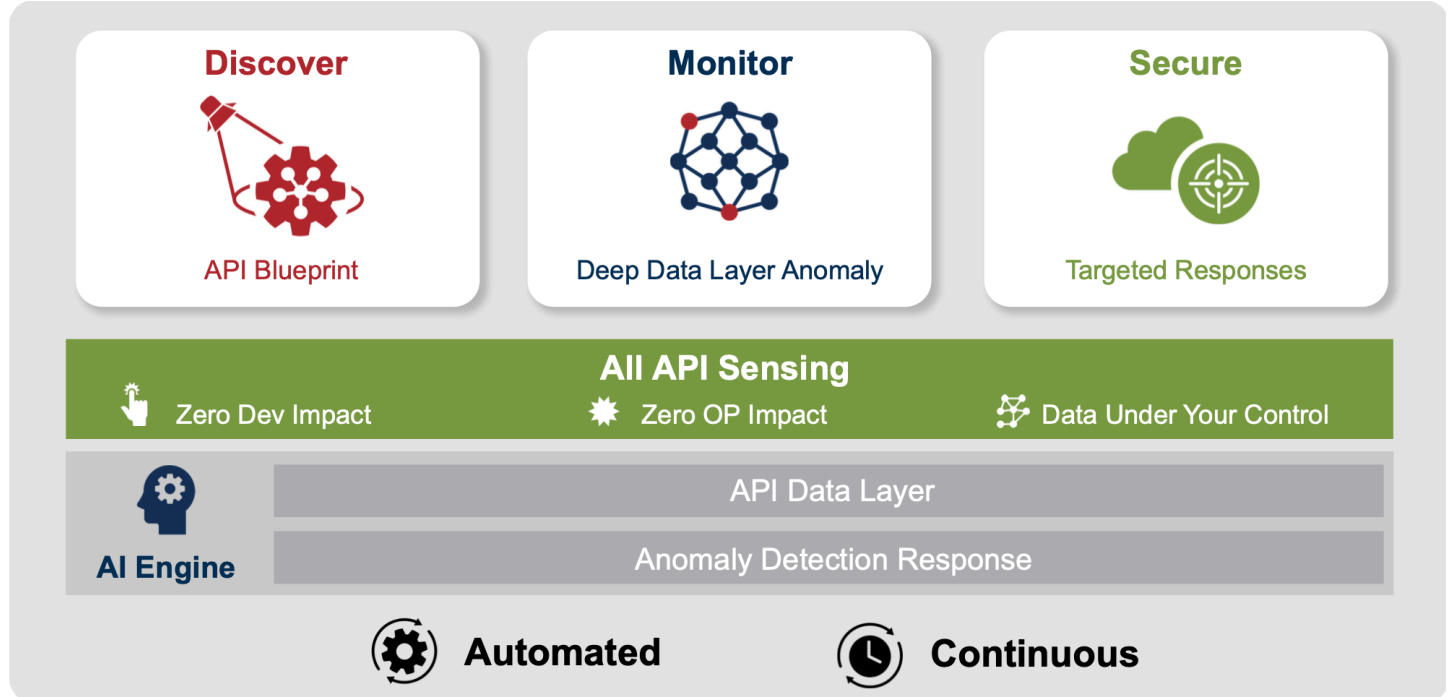 Discover
Monitor
Secure
API Blueprint
Deep Data Layer Anomaly
Targeted Responses
All API Sensing
Zero Dev Impact
Zero OP Impact
Data Under Your Control
AI Engine
API Data Layer
Anomaly Detection Response
Automated
Continuous